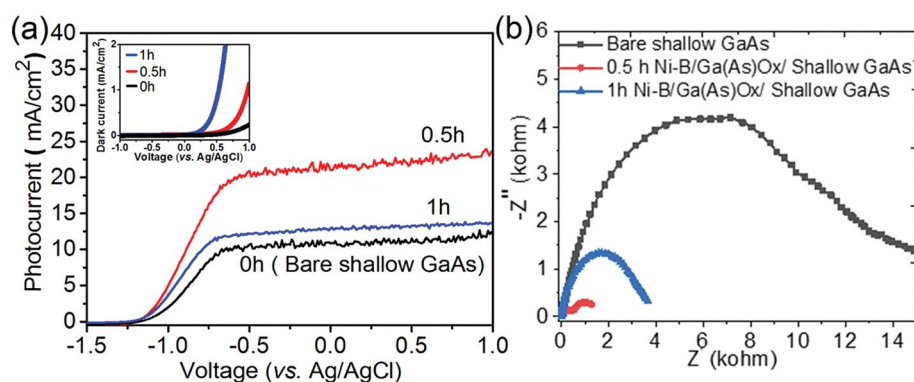 (a)
40
35
30
25
20
15
10
5
0
Photocurrent ( mA/cm²)
-1.5
-1.0
-0.5
0.0
0.5
1.0
Voltage (vs. Ag/AgCl)
2
1
0
Dark current (mA/cm²)
-1.0
-0.5
0.0
0.5
1.0
Voltage (vs. Ag/AgCl)
1h
0.5h
0h
0.5h
1h
0h ( Bare shallow GaAs)
(b)
6
5
4
3
2
1
0
-Z" (kohm)
Bare shallow GaAs
0.5 h Ni-B/Ga(As)Ox/ Shallow GaAs
1h Ni-B/Ga(As)Ox/ Shallow GaAs
0
2
4
6
8
10
12
14
Z' (kohm)